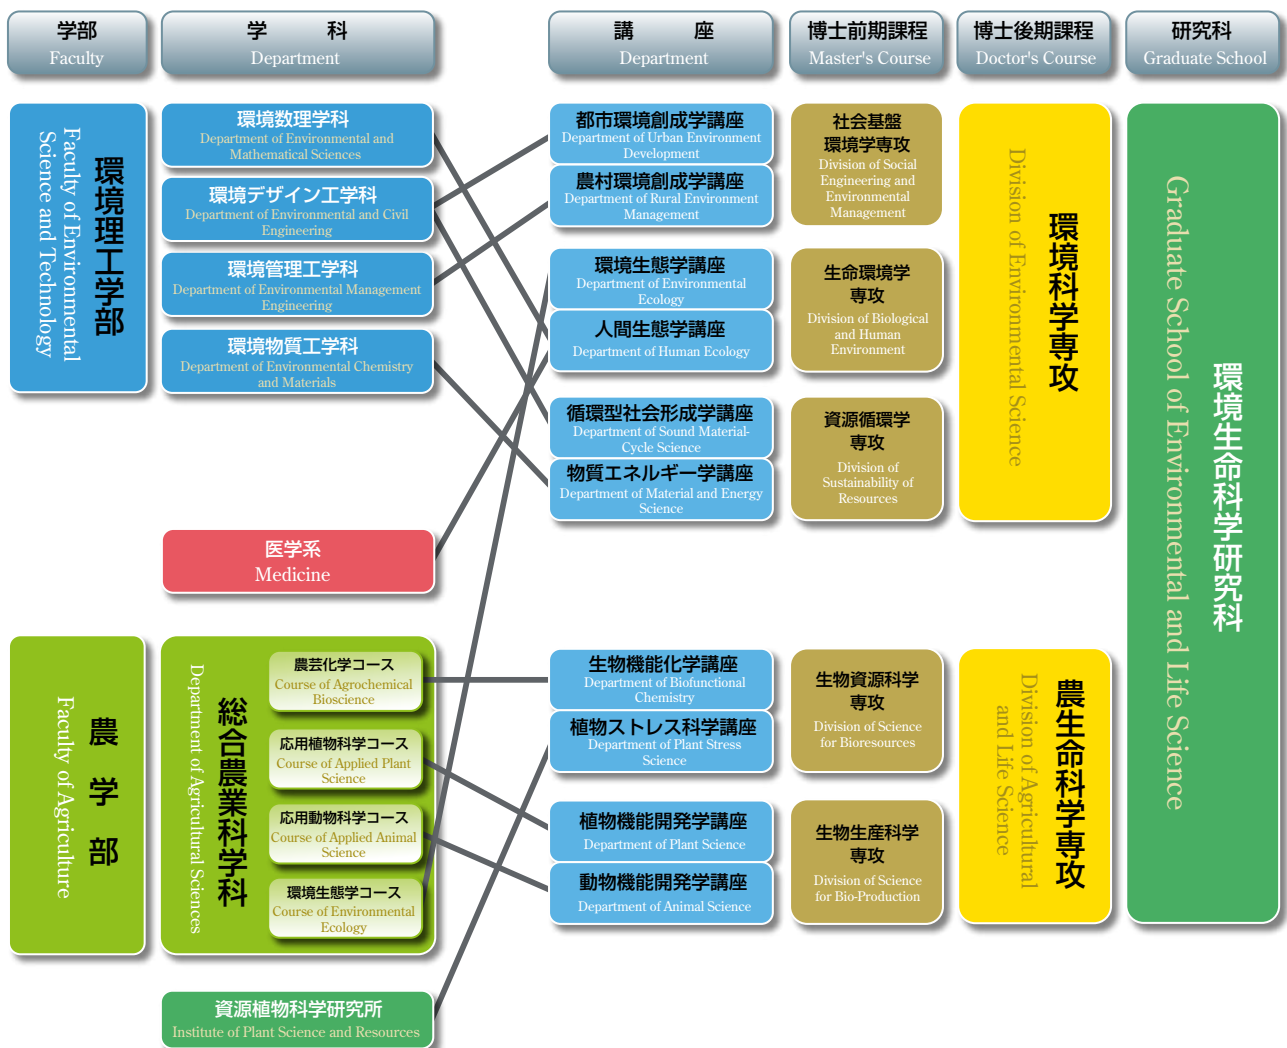 学部
Faculty
学　科
Department
講　座
Department
博士前期課程
Master's Course
博士後期課程
Doctor's Course
研究科
Graduate School
環境理工学部
Faculty of Environmental
Science and Technology
環境数理学科
Department of Environmental and
Mathematical Sciences
環境デザイン工学科
Department of Environmental and Civil
Engineering
環境管理工学科
Department of Environmental Management
Engineering
環境物質工学科
Department of Environmental Chemistry
and Materials
医学系
Medicine
農学部
Faculty of Agriculture
総合農業科学科
Department of Agricultural Sciences
農芸化学コース
Course of Agrochemical
Bioscience
応用植物科学コース
Course of Applied Plant
Science
応用動物科学コース
Course of Applied Animal
Science
環境生態学コース
Course of Environmental
Ecology
資源植物科学研究所
Institute of Plant Science and Resources
都市環境創成学講座
Department of Urban Environment
Development
農村環境創成学講座
Department of Rural Environment
Management
環境生態学講座
Department of Environmental
Ecology
人間生態学講座
Department of Human Ecology
循環型社会形成学講座
Department of Sound Material-
Cycle Science
物質エネルギー学講座
Department of Material and Energy
Science
生物機能化学講座
Department of Biofunctional
Chemistry
植物ストレス科学講座
Department of Plant Stress
Science
植物機能開発学講座
Department of Plant Science
動物機能開発学講座
Department of Animal Science
社会基盤
環境学専攻
Division of Social
Engineering and
Environmental
Management
生命環境学
専攻
Division of Biological
and Human
Environment
資源循環学
専攻
Division of
Sustainability of
Resources
生物資源科学
専攻
Division of Science
for Bioresources
生物生産科学
専攻
Division of Science
for Bio-Production
環境科学専攻
Division of Environmental Science
農生命科学専攻
Division of Agricultural
and Life Science
環境生命科学研究科
Graduate School of Environmental and Life Science